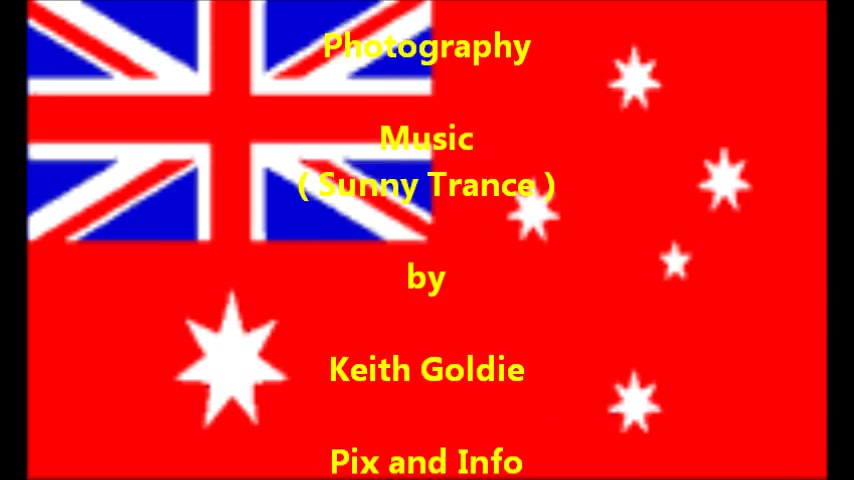 Photography
Music
( Sunny Trance )
by
Keith Goldie
Pix and Info